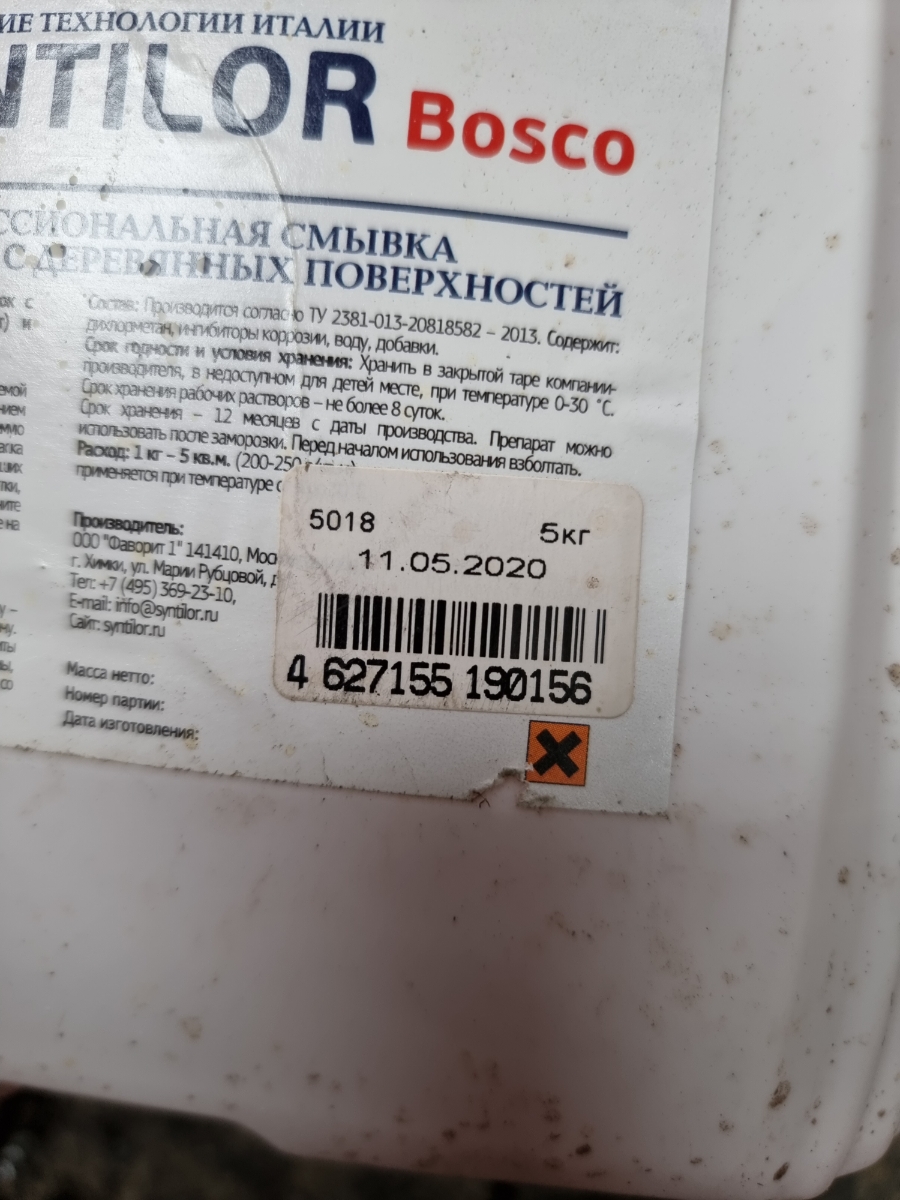 ИЕ ТЕХНОЛОГИИ ИТАЛИИ
NTILOR Bosco
ССИОНАЛЬНАЯ СМЫВКА
С ДЕРЕВЯННЫХ ПОВЕРХНОСТЕЙ
ок с
т) и
Состав: Производится согласно ТУ 2381-013-20818582 – 2013. Содержит:
дихлорметан, ингибиторы коррозии, воду, добавки.
Срок годности и условия хранения: Хранить в закрытой таре компании-
производителя, в недоступном для детей месте, при температуре 0-30 °С.
Срок хранения рабочих растворов – не более 8 суток.
Срок хранения – 12 месяцев с даты производства. Препарат можно
использовать после заморозки. Перед началом использования взболтать.
Расход: 1 кг – 5 кв.м. (200-250
применяется при температуре с
Производитель:
ООО "Фаворит 1" 141410, Мос
г. Химки, ул. Марии Рубцовой, д
Тел: +7 (495) 369-23-10,
E-mail: info@syntilor.ru
Сайт: syntilor.ru
Масса нетто:
Номер партии:
Дата изготовления:
5018 5кг
11.05.2020
4 627155 190156